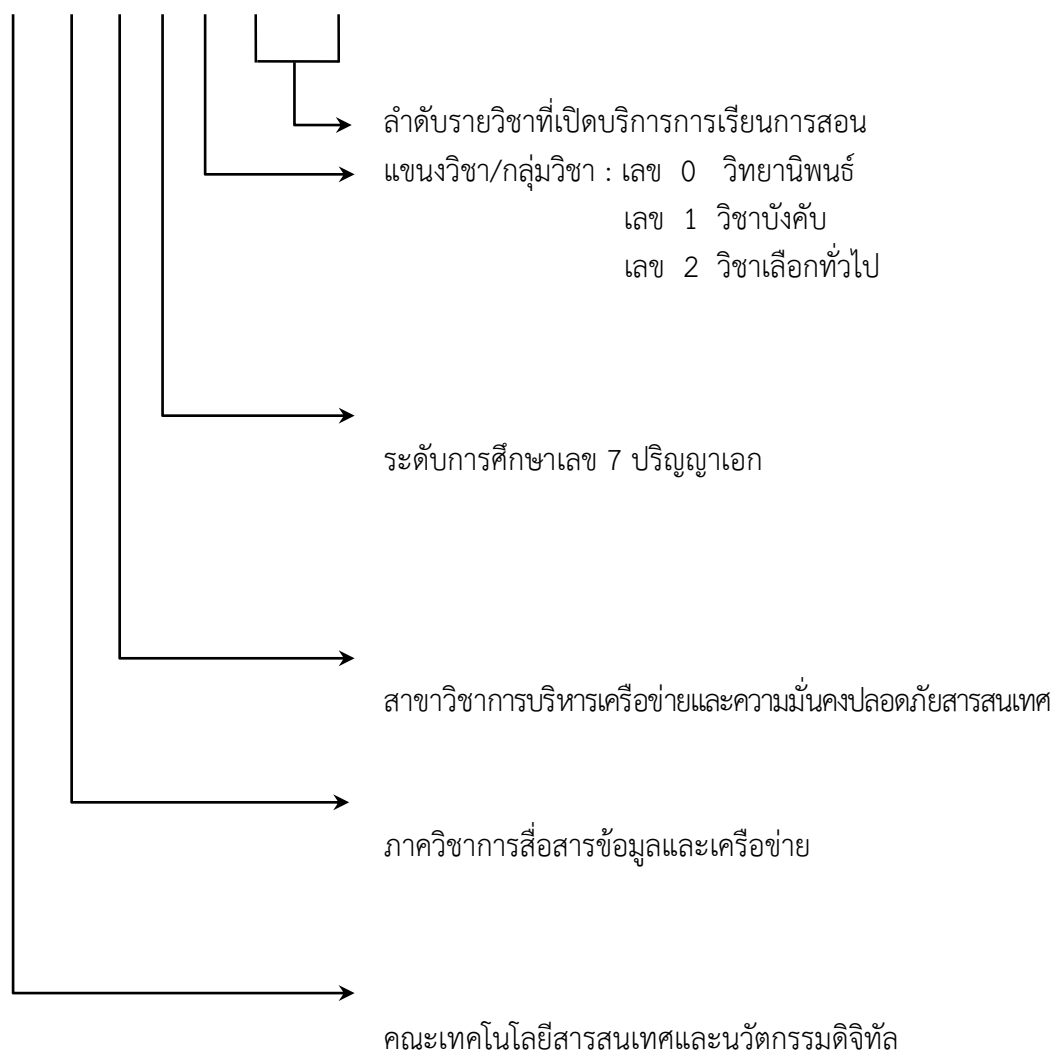 ลำดับรายวิชาที่เปิดบริการการเรียนการสอน
แขนงวิชา/กลุ่มวิชา : เลข 0 วิทยานิพนธ์
เลข 1 วิชาบังคับ
เลข 2 วิชาเลือกทั่วไป
ระดับการศึกษาเลข 7 ปริญญาเอก
สาขาวิชาการบริหารเครือข่ายและความมั่นคงปลอดภัยสารสนเทศ
ภาควิชาการสื่อสารข้อมูลและเครือข่าย
คณะเทคโนโลยีสารสนเทศและนวัตกรรมดิจิทัล